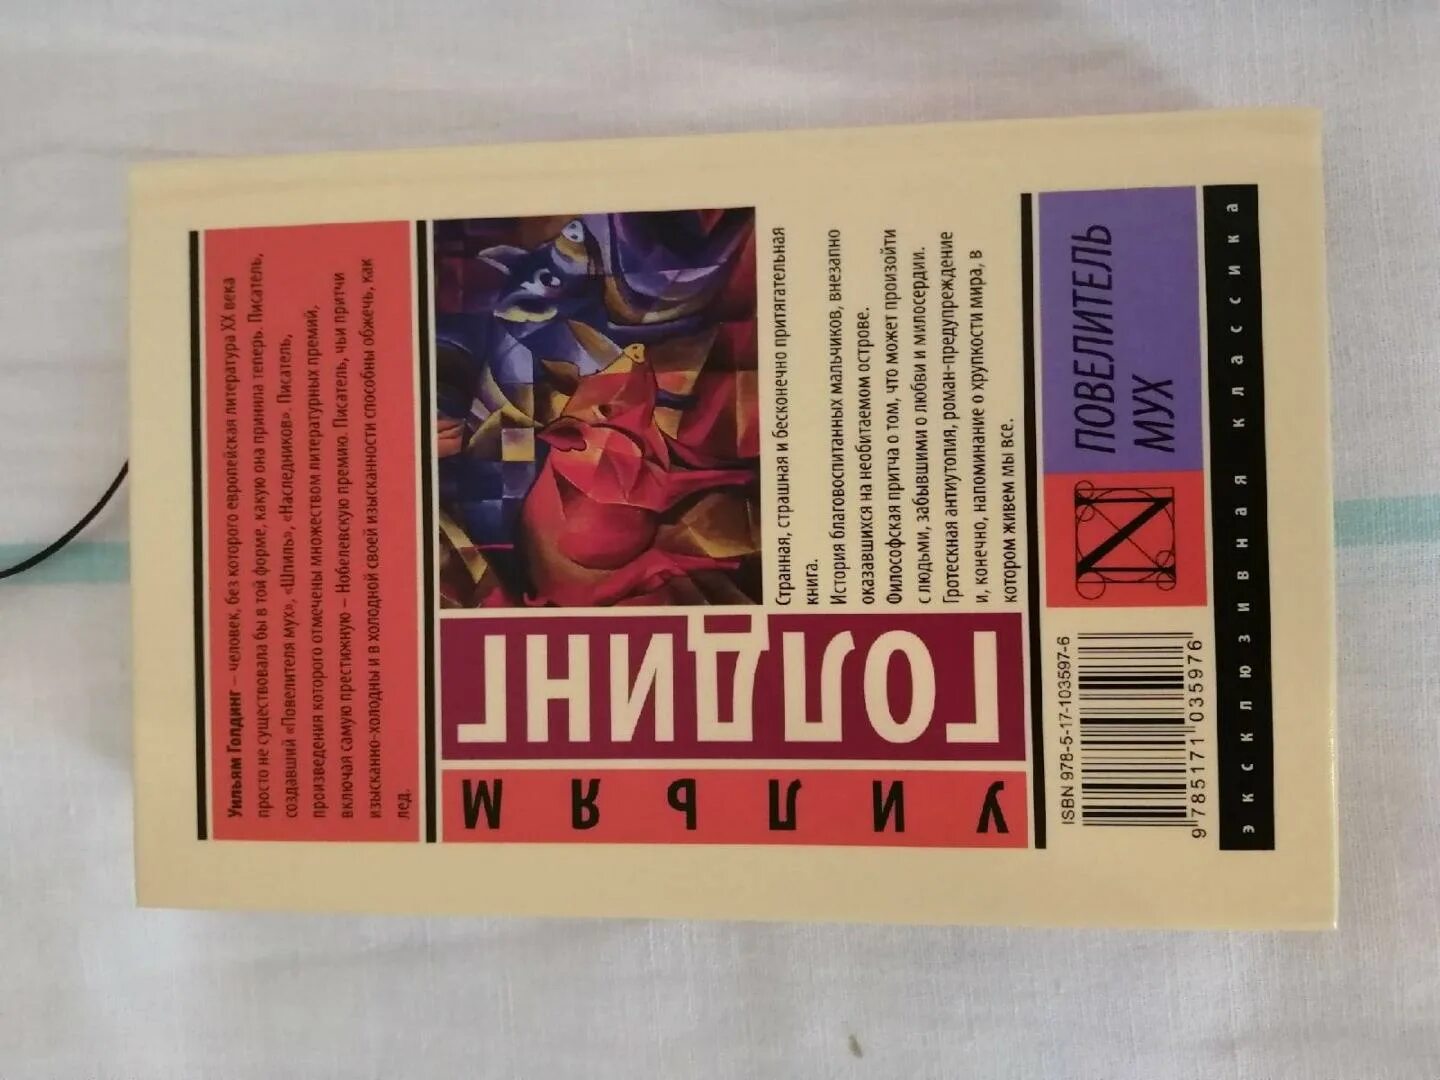 Уильям Голдинг – человек, без которого европейская литература XX века
просто не существовала бы в той форме, какую она приняла теперь. Писатель,
создавший «Повелителя мух», «Шпиль», «Наследников». Писатель,
произведения которого отмечены множеством литературных премий,
включая самую престижную – Нобелевскую премию. Писатель, чьи притчи
изысканно-холодны и в холодной своей изысканности способны обжечь, как
лед.
УИЛЬЯМ
ГОЛДИНГ
Странная, страшная и бесконечно притягательная
книга.
История благовоспитанных мальчиков, внезапно
оказавшихся на необитаемом острове.
Философская притча о том, что может произойти
с людьми, забывшими о любви и милосердии.
Гротескная антиутопия, роман-предупреждение
и, конечно, напоминание о хрупкости мира, в
котором живем мы все.
ISBN 978-5-17-103597-6
9 785171 035976
N
ПОВЕЛИТЕЛЬ
МУХ
эксклюзивная классика